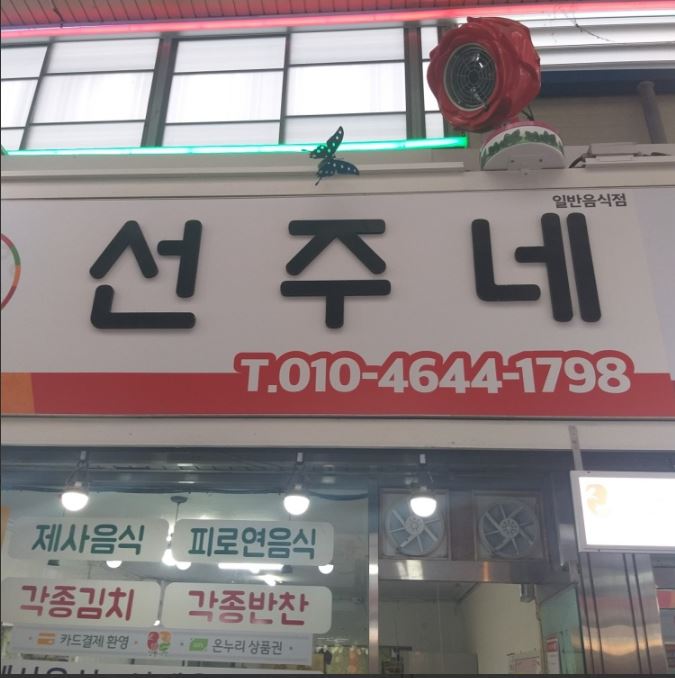 일반음식점
선주네
T.010-4644-1798
제사음식 피로연음식
각종김치 각종반찬
카드결제 환영 온누리 상품권